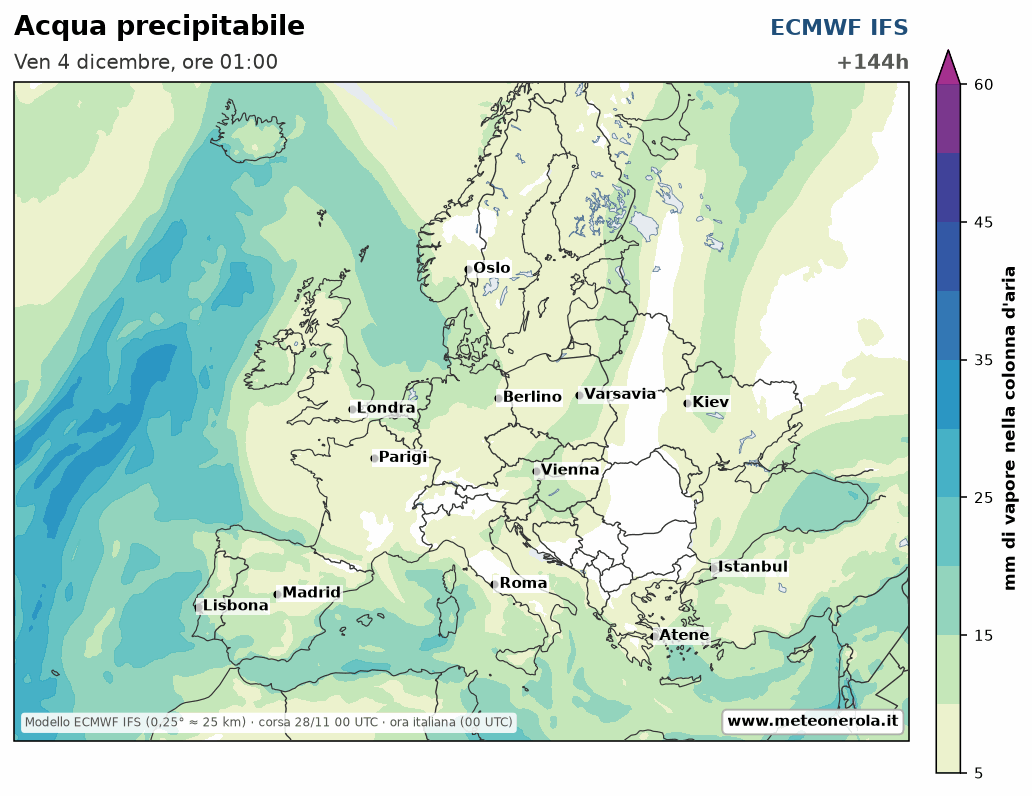 Acqua precipitabile
ECMWF IFS
Ven 4 dicembre, ore 01:00
+144h
60
45
35
25
15
5
mm di vapore nella colonna d'aria
Oslo
Berlino
Varsavia
Kiev
Londra
Parigi
Vienna
Istanbul
Roma
Madrid
Lisbona
Atene
Modello ECMWF IFS (0,25° ≈ 25 km) · corsa 28/11 00 UTC · ora italiana (00 UTC)
www.meteonerola.it